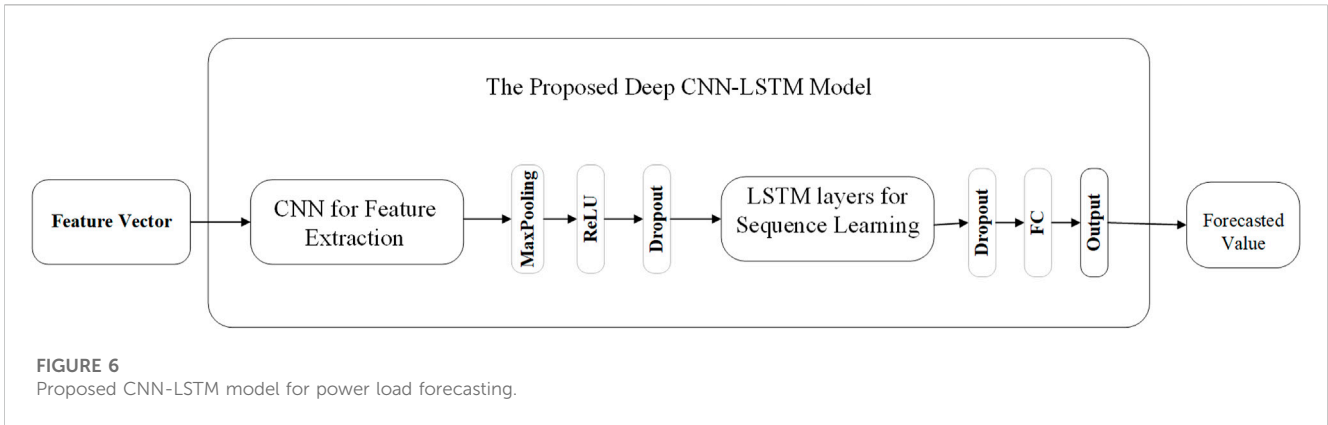 The Proposed Deep CNN-LSTM Model
Feature Vector
CNN for Feature
Extraction
MaxPooling
ReLU
Dropout
LSTM layers for
Sequence Learning
Dropout
FC
Output
Forecasted
Value
FIGURE 6
Proposed CNN-LSTM model for power load forecasting.